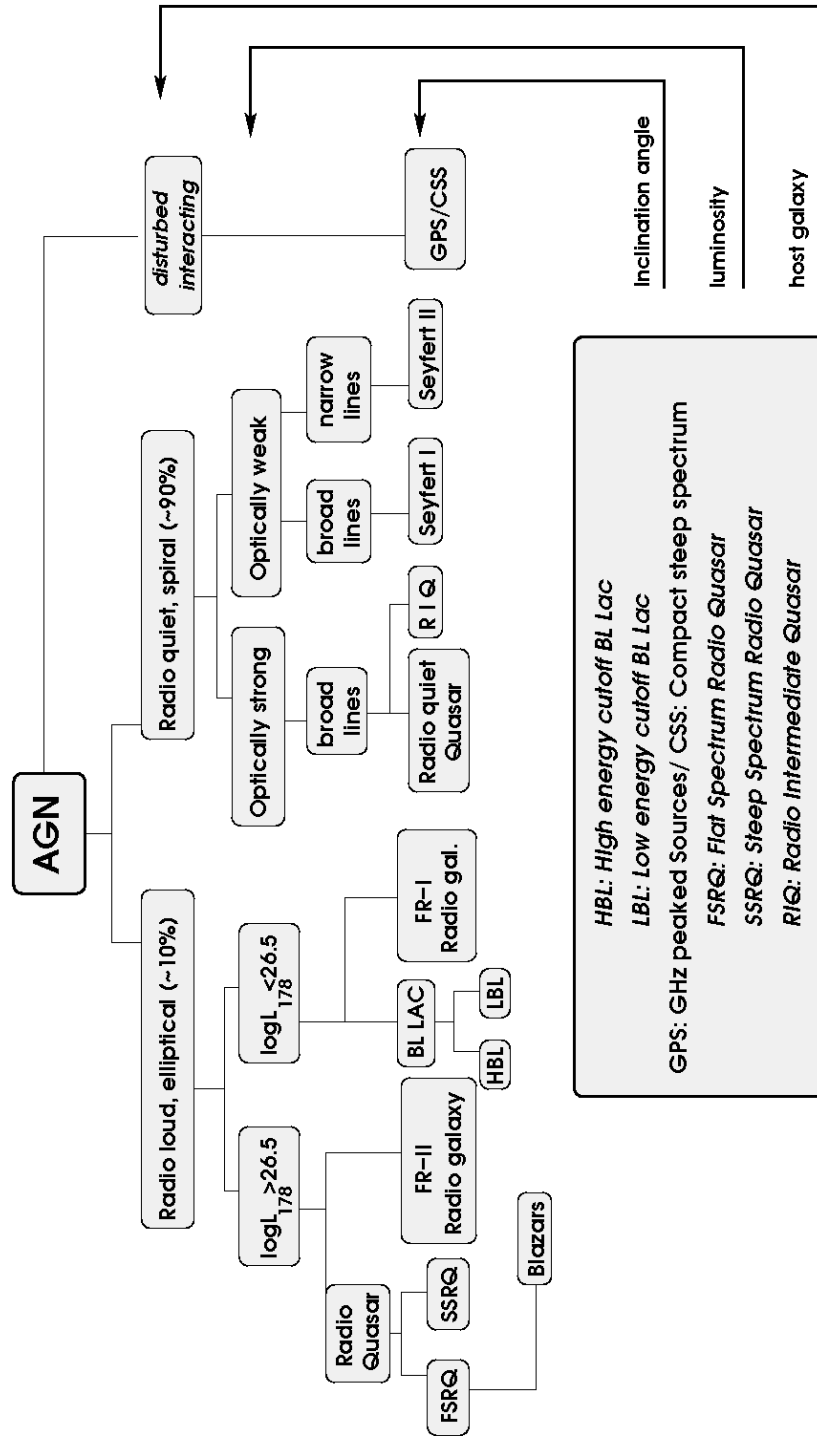 AGN
Radio loud, elliptical (~10%)
Radio quiet, spiral (~90%)
disturbed
interacting
logL178>26.5
logL178<26.5
Optically strong
Optically weak
Radio
Quasar
broad
lines
broad
lines
narrow
lines
FSRQ
SSRQ
FR-II
Radio galaxy
BL LAC
FR-I
Radio gal.
Radio quiet
Quasar
R I Q
Seyfert I
Seyfert II
GPS/CSS
HBL
LBL
Blazars
HBL: High energy cutoff BL Lac
LBL: Low energy cutoff BL Lac
GPS: GHz peaked Sources/ CSS: Compact steep spectrum
FSRQ: Flat Spectrum Radio Quasar
SSRQ: Steep Spectrum Radio Quasar
RIQ: Radio Intermediate Quasar
Inclination angle
luminosity
host galaxy